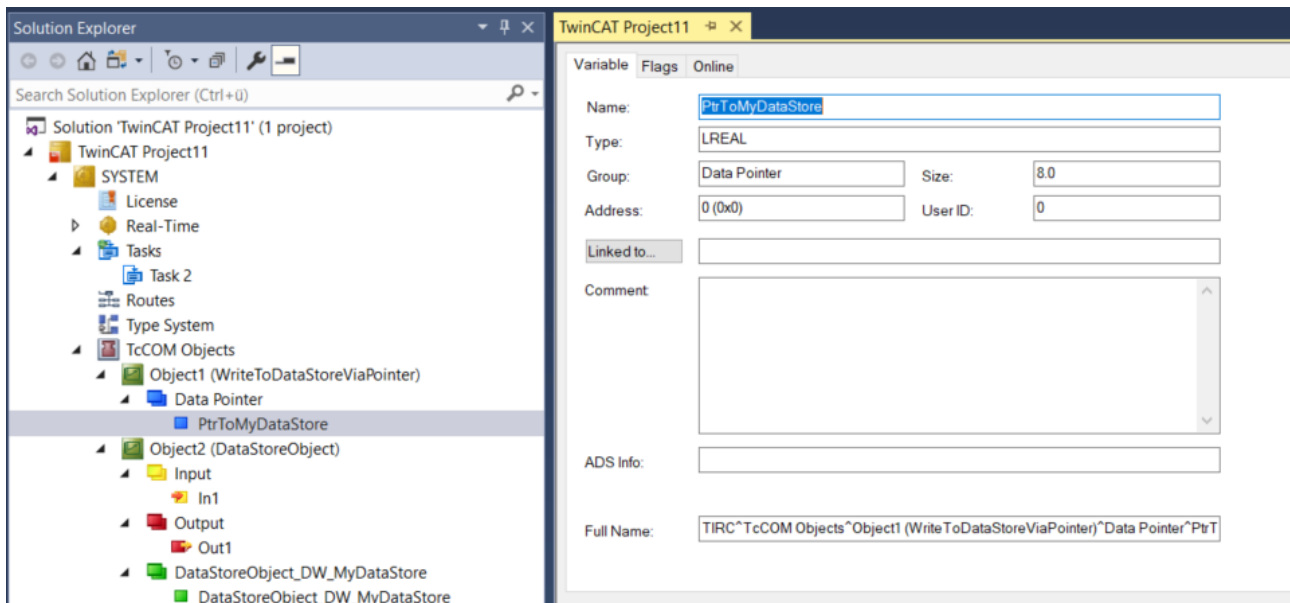 Solution Explorer
Search Solution Explorer (Ctrl+ü)
Solution 'TwinCAT Project11' (1 project)
TwinCAT Project11
SYSTEM
License
Real-Time
Tasks
Task 2
Routes
Type System
TcCOM Objects
Object1 (WriteToDataStoreViaPointer)
Data Pointer
PtrToMyDataStore
Object2 (DataStoreObject)
Input
In1
Output
Out1
DataStoreObject_DW_MyDataStore
DataStoreObject_DW_MyDataStore
TwinCAT Project11
Variable Flags Online
Name: PtrToMyDataStore
Type: LREAL
Group: Data Pointer Size: 8.0
Address: 0 (0x0) User ID: 0
Linked to...
Comment:
ADS Info:
Full Name: TIRC^TcCOM Objects^Object1 (WriteToDataStoreViaPointer)^Data Pointer^PtrT